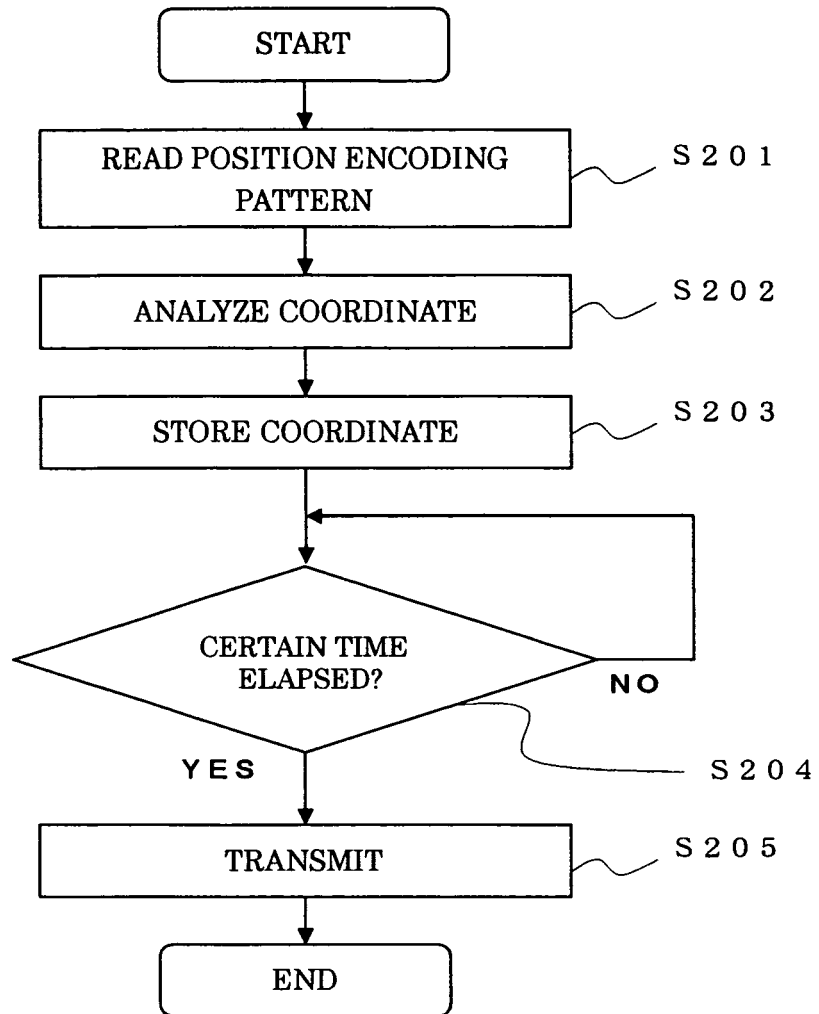 START
READ POSITION ENCODING
PATTERN
S201
ANALYZE COORDINATE
S202
STORE COORDINATE
S203
CERTAIN TIME
ELAPSED?
NO
YES
S204
TRANSMIT
S205
END